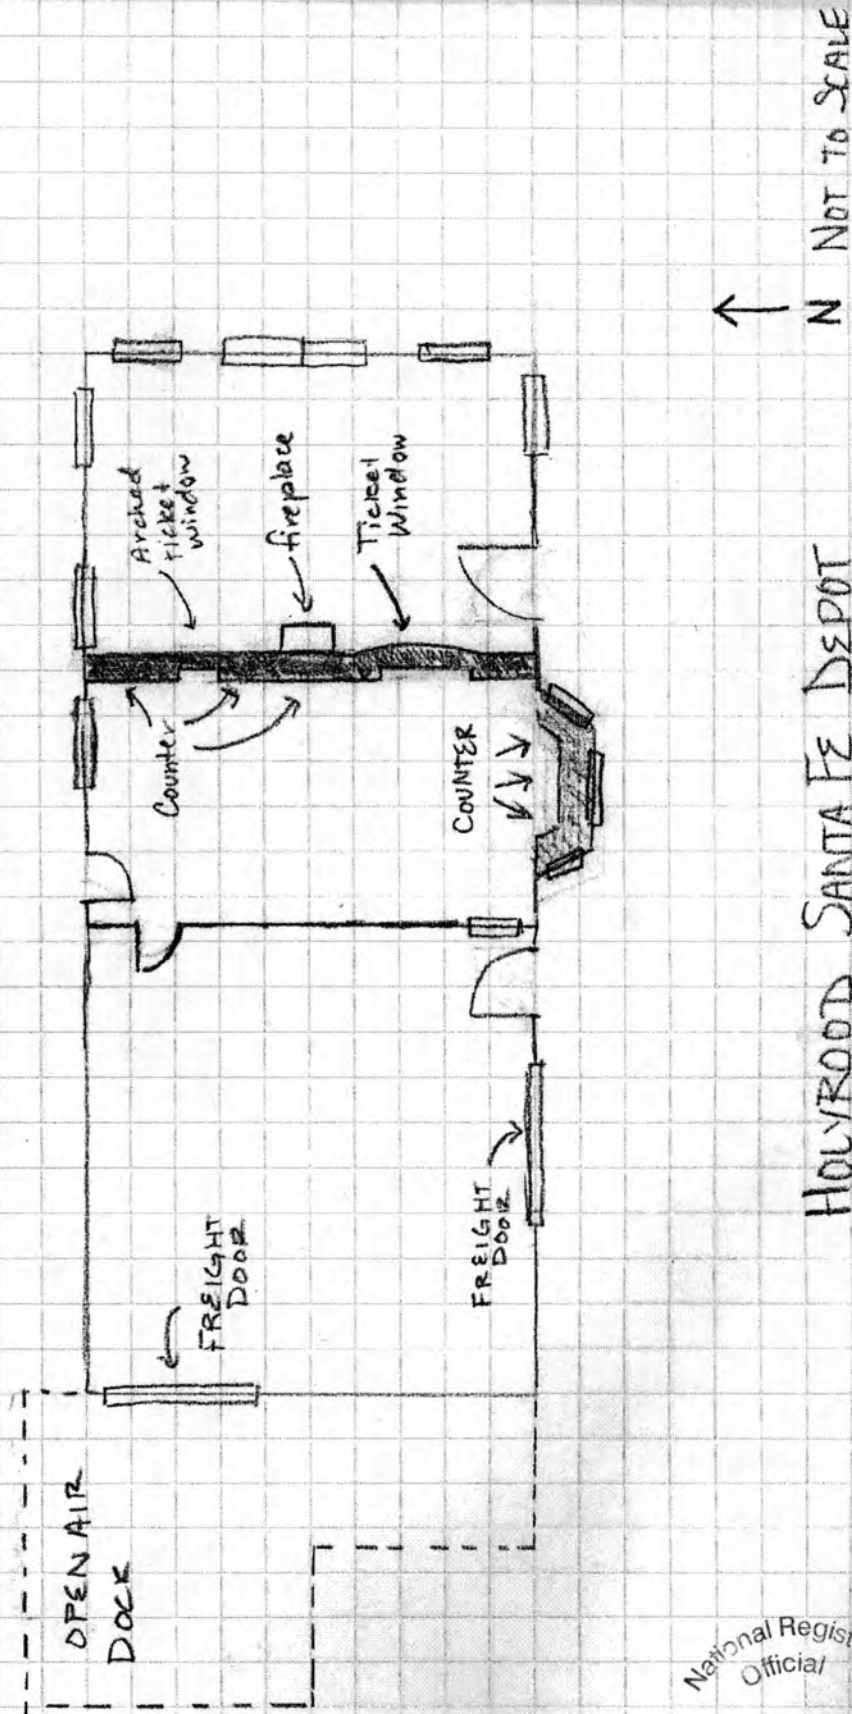 Arched
ticket
window
fireplace
Ticket
Window
Counter
COUNTER
FREIGHT
DOOR
FREIGHT
DOOR
OPEN AIR
DOCK
HOLYROOD SANTA FE DEPOT
N NOT TO SCALE
National Regist
Official